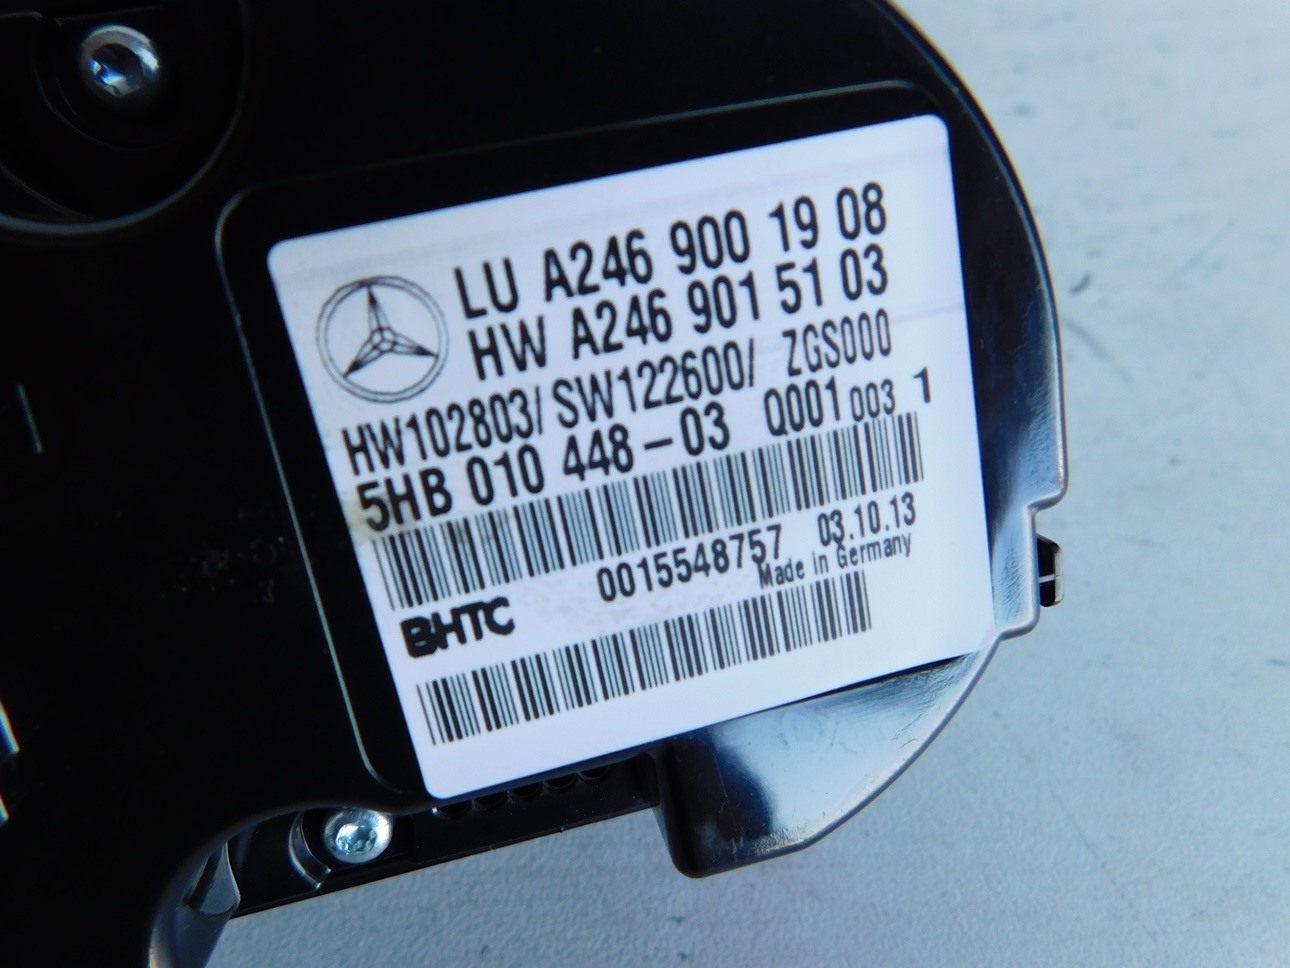 LU A246 900 19 08
HW A246 901 51 03
HW102803/ SW122600/ ZGS000
5HB 010 448-03 Q001 003 1
0015548757 03.10.13
Made in Germany
BHTC